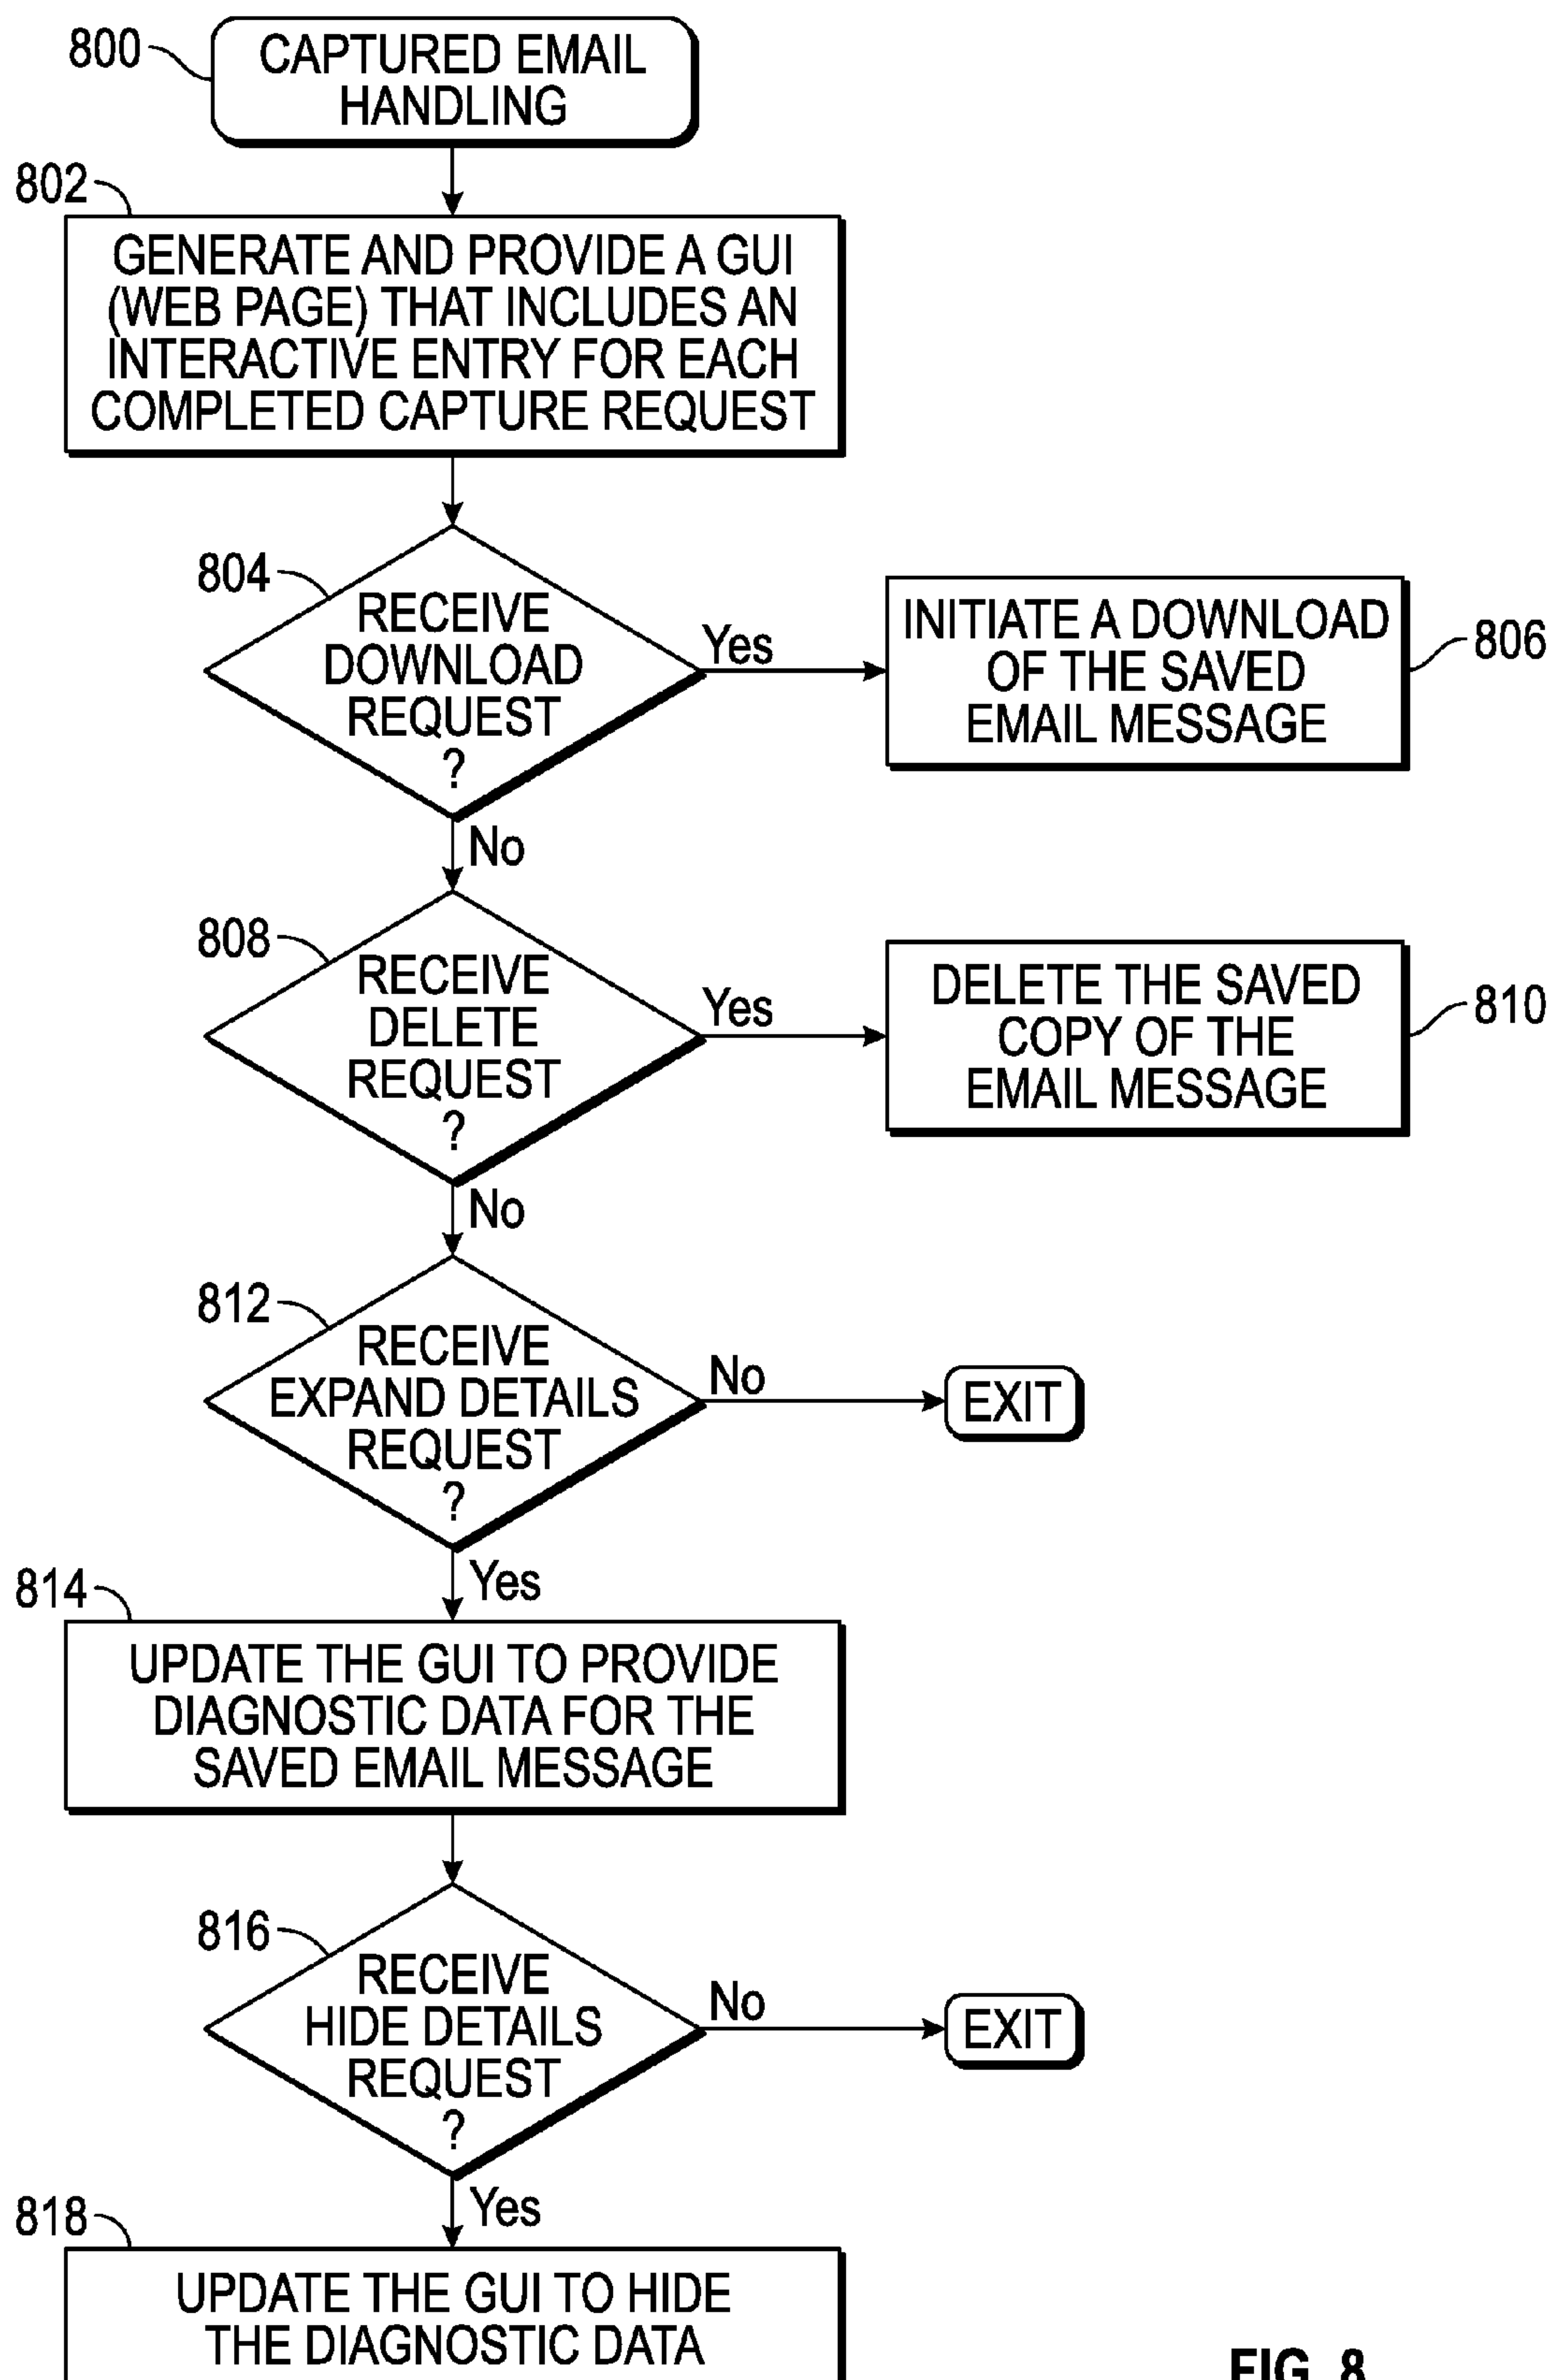 800
CAPTURED EMAIL
HANDLING
802
GENERATE AND PROVIDE A GUI
(WEB PAGE) THAT INCLUDES AN
INTERACTIVE ENTRY FOR EACH
COMPLETED CAPTURE REQUEST
804
RECEIVE
DOWNLOAD
REQUEST
?
Yes
INITIATE A DOWNLOAD
OF THE SAVED
EMAIL MESSAGE
806
No
808
RECEIVE
DELETE
REQUEST
?
Yes
DELETE THE SAVED
COPY OF THE
EMAIL MESSAGE
810
No
812
RECEIVE
EXPAND DETAILS
REQUEST
?
No
EXIT
Yes
814
UPDATE THE GUI TO PROVIDE
DIAGNOSTIC DATA FOR THE
SAVED EMAIL MESSAGE
816
RECEIVE
HIDE DETAILS
REQUEST
?
No
EXIT
Yes
818
UPDATE THE GUI TO HIDE
THE DIAGNOSTIC DATA
FIG. 8